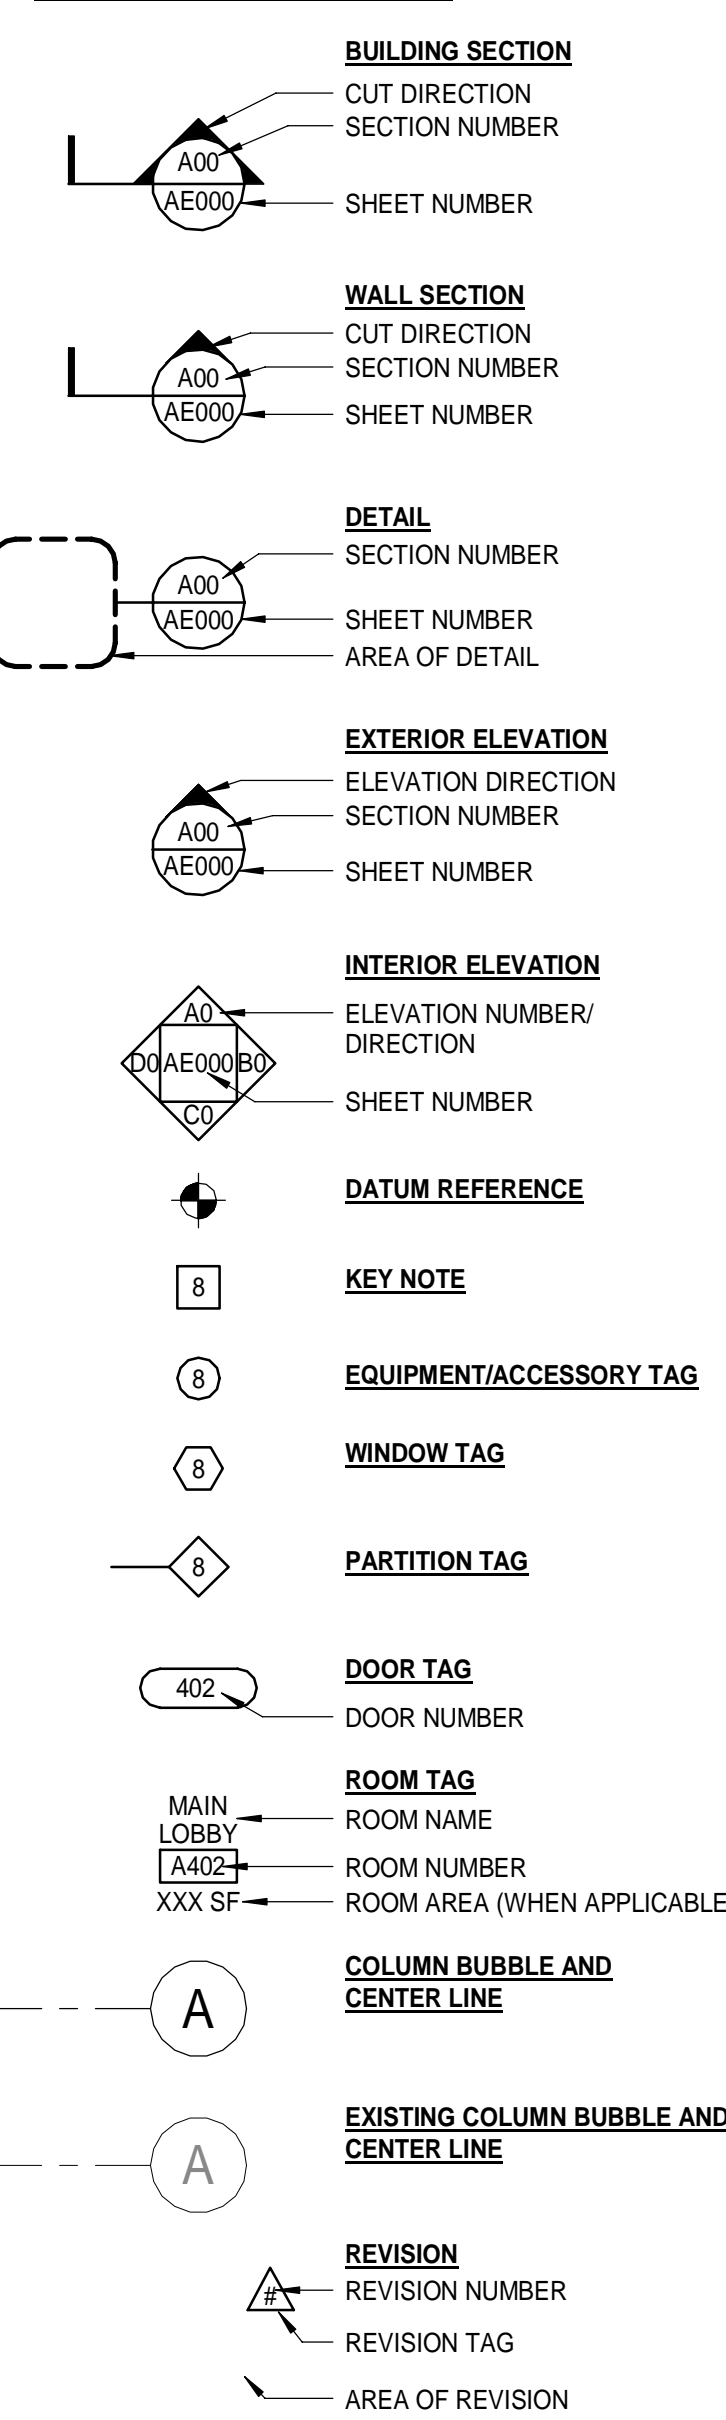 BUILDING SECTION
CUT DIRECTION
SECTION NUMBER
A00
AE000
SHEET NUMBER
WALL SECTION
CUT DIRECTION
SECTION NUMBER
A00
AE000
SHEET NUMBER
DETAIL
SECTION NUMBER
A00
AE000
SHEET NUMBER
AREA OF DETAIL
EXTERIOR ELEVATION
ELEVATION DIRECTION
SECTION NUMBER
A00
AE000
SHEET NUMBER
INTERIOR ELEVATION
A0
ELEVATION NUMBER/
DIRECTION
D0 AE000 B0
C0
SHEET NUMBER
DATUM REFERENCE
8
KEY NOTE
8
EQUIPMENT/ACCESSORY TAG
8
WINDOW TAG
8
PARTITION TAG
DOOR TAG
402
DOOR NUMBER
ROOM TAG
MAIN
LOBBY
ROOM NAME
A402
ROOM NUMBER
XXX SF
ROOM AREA (WHEN APPLICABLE
COLUMN BUBBLE AND
CENTER LINE
A
EXISTING COLUMN BUBBLE AND
CENTER LINE
A
REVISION
#
REVISION NUMBER
REVISION TAG
AREA OF REVISION